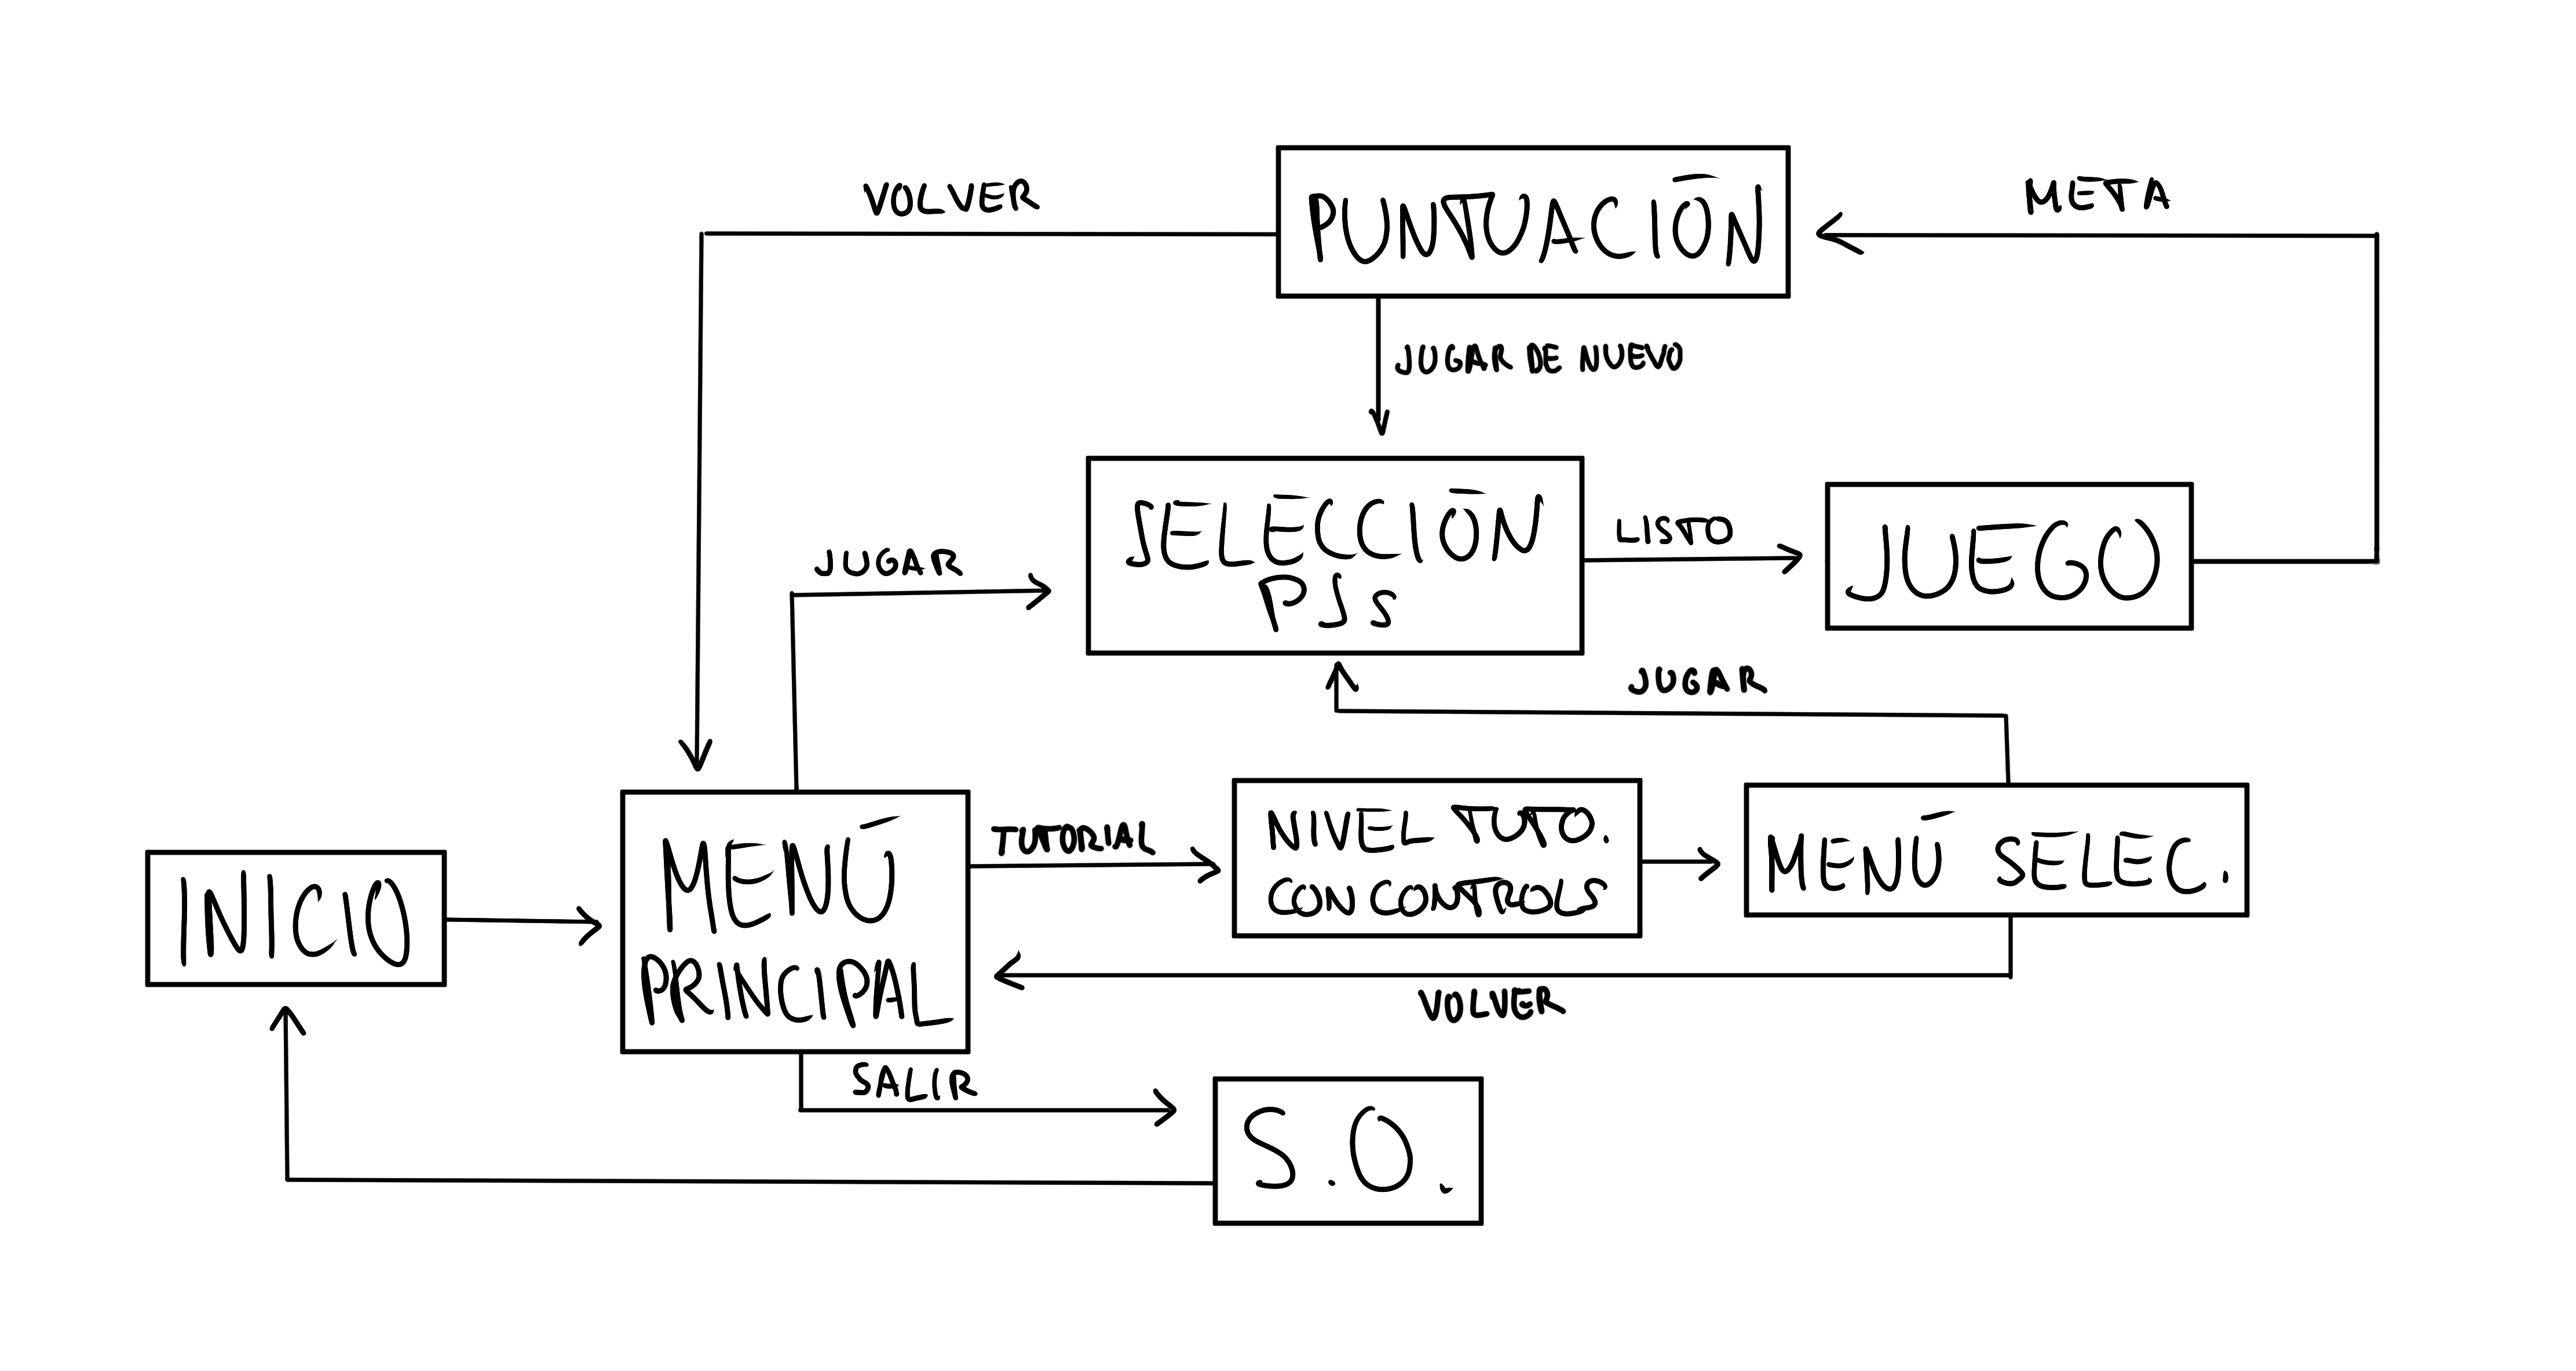 VOLVER
PUNTUACIÓN
META
JUGAR DE NUEVO
SELECCIÓN
PJs
LISTO
JUEGO
JUGAR
JUGAR
INICIO
MENÚ
PRINCIPAL
TUTORIAL
NIVEL TUTO.
CON CONTROLS
MENÚ SELEC.
VOLVER
SALIR
S.O.